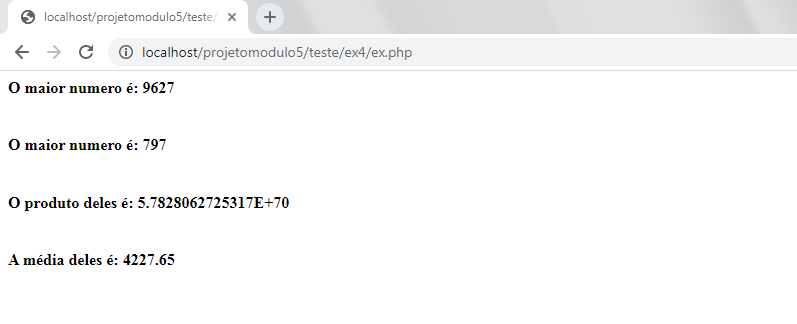 localhost/projetomodulo5/teste/
localhost/projetomodulo5/teste/ex4/ex.php
O maior numero é: 9627
O maior numero é: 797
O produto deles é: 5.7828062725317E+70
A média deles é: 4227.65